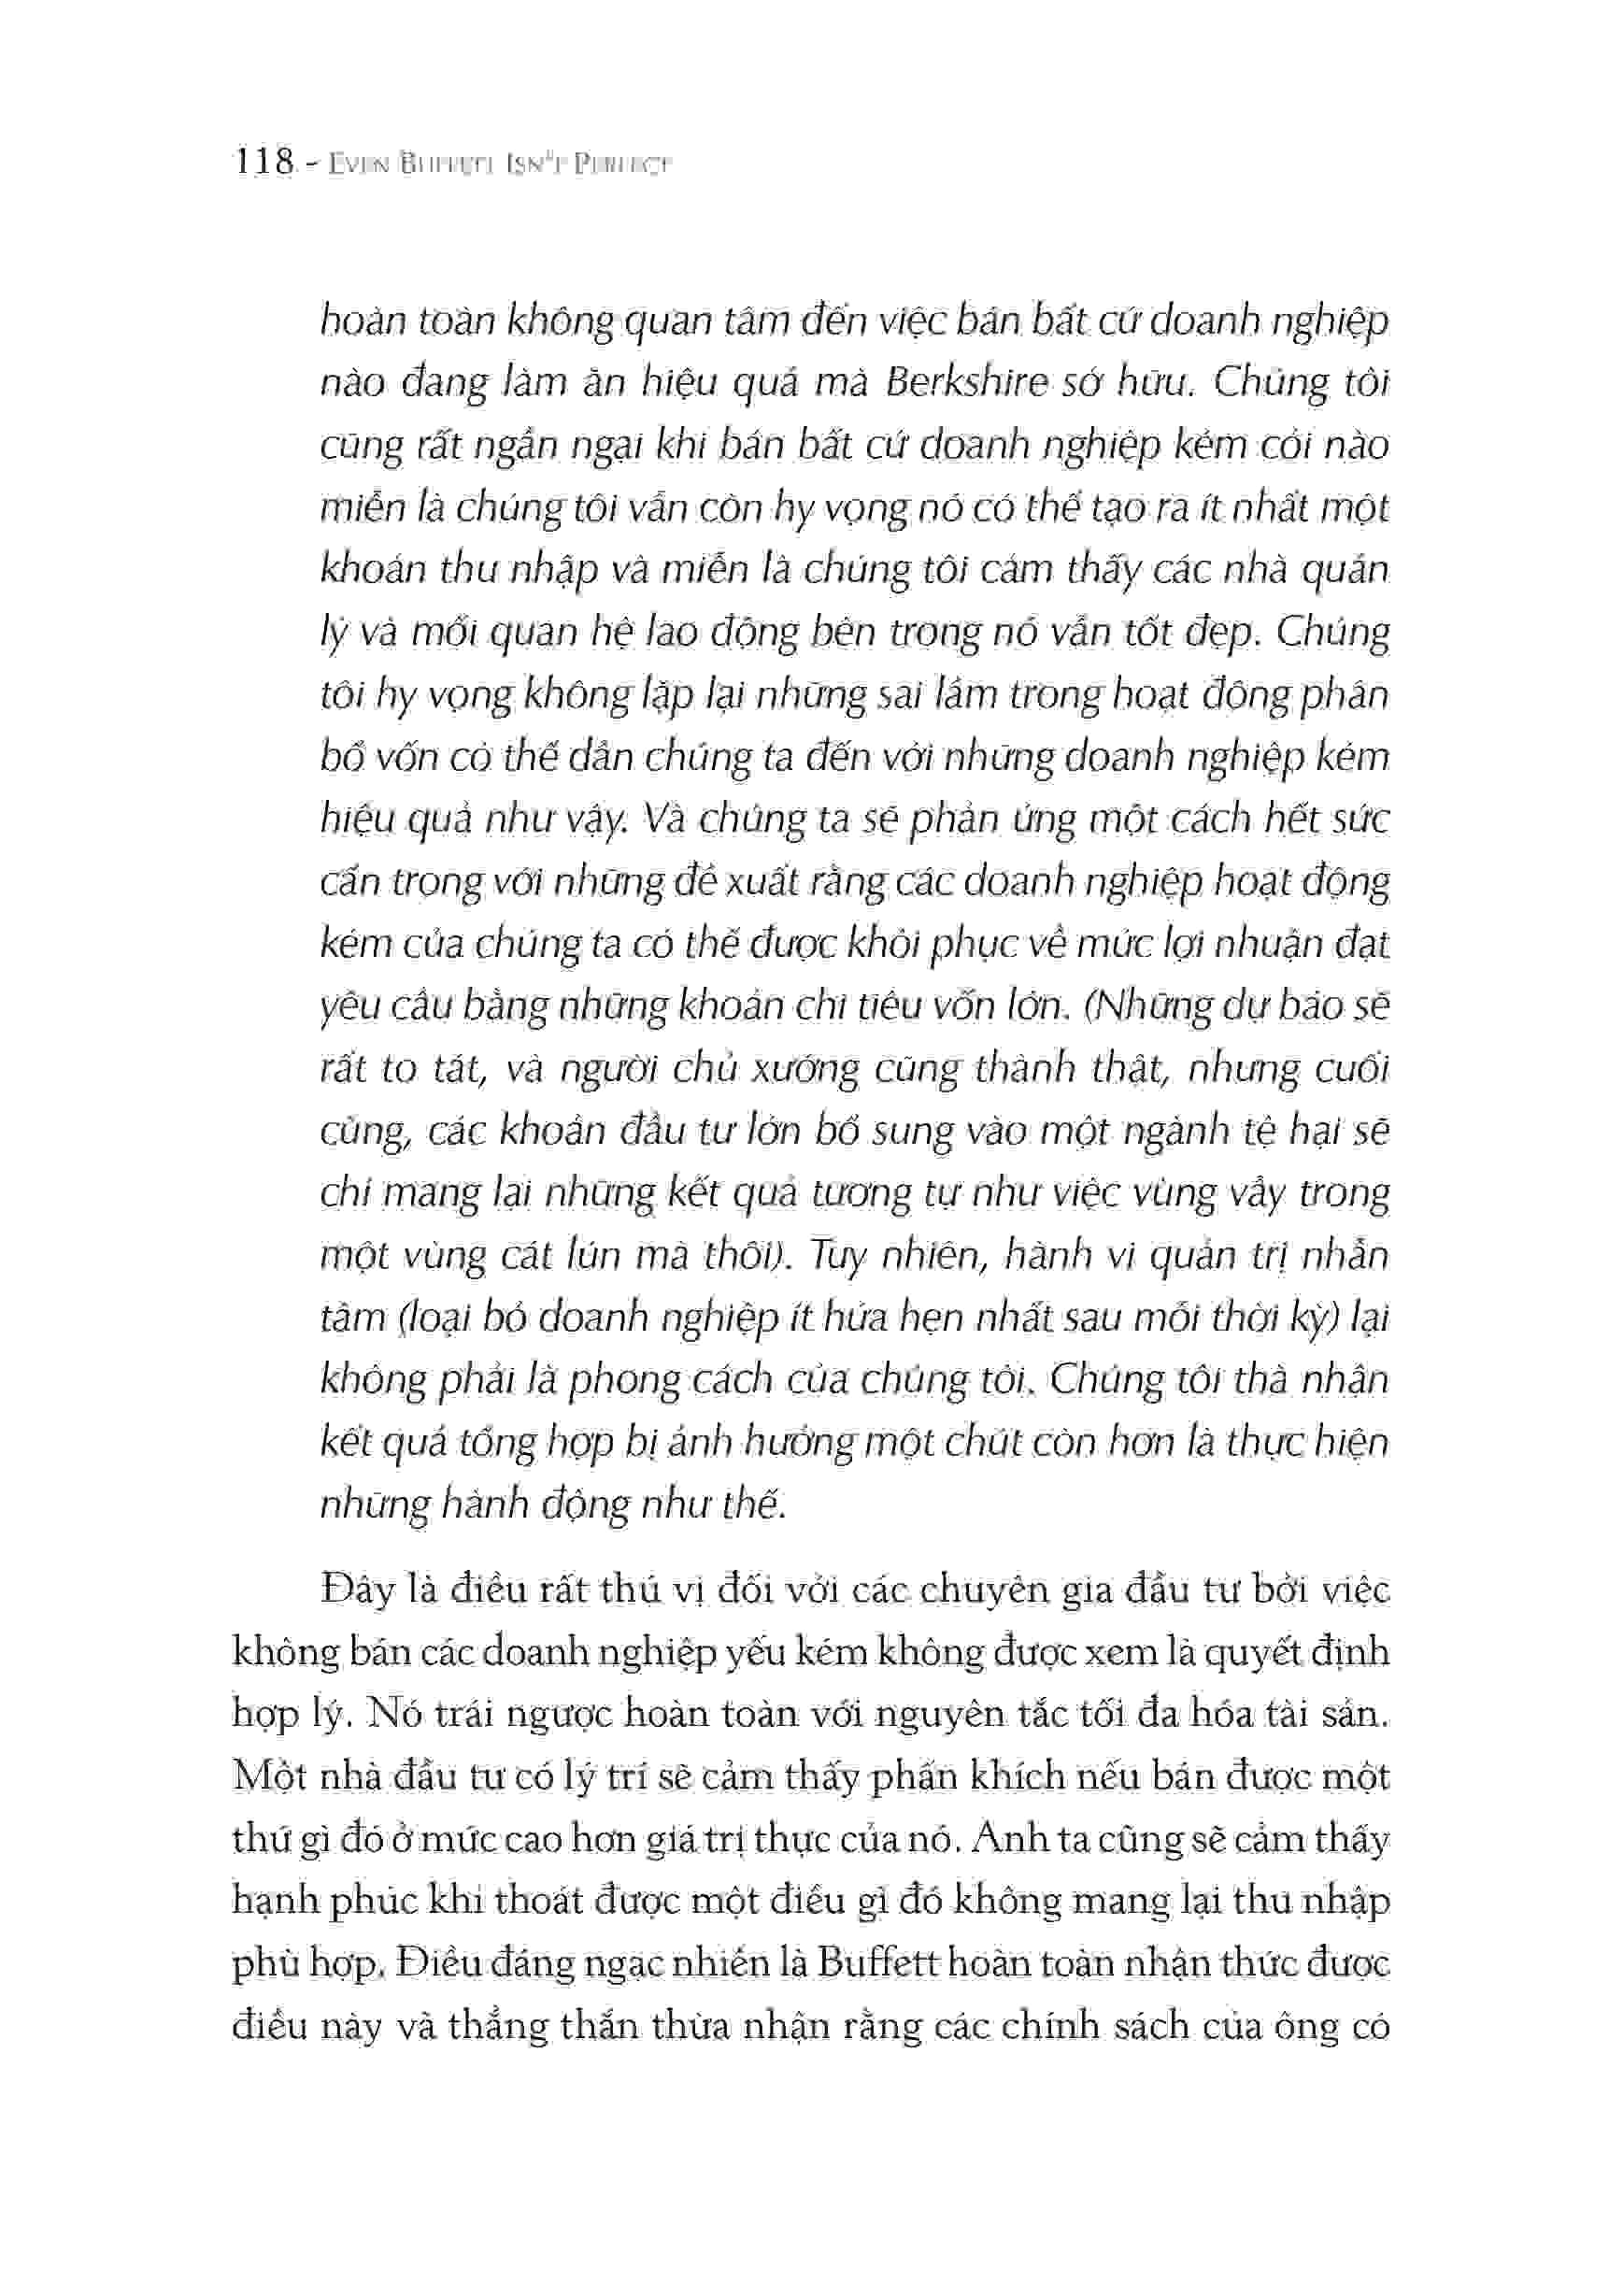 118 - EVEN BUFFETT ISN'T PERFECT
hoàn toàn không quan tâm đến việc bán bất cứ doanh nghiệp
nào đang làm ăn hiệu quả mà Berkshire sở hữu. Chúng tôi
cũng rất ngần ngại khi bán bất cứ doanh nghiệp kém cỏi nào
miễn là chúng tôi vẫn còn hy vọng nó có thể tạo ra ít nhất một
khoản thu nhập và miễn là chúng tôi cảm thấy các nhà quản
lý và mối quan hệ lao động bên trong nó vẫn tốt đẹp. Chúng
tôi hy vọng không lặp lại những sai lầm trong hoạt động phân
bổ vốn có thể dẫn chúng ta đến với những doanh nghiệp kém
hiệu quả như vậy. Và chúng ta sẽ phản ứng một cách hết sức
cẩn trọng với những đề xuất rằng các doanh nghiệp hoạt động
kém của chúng ta có thể được khôi phục về mức lợi nhuận đạt
yêu cầu bằng những khoản chi tiêu vốn lớn. (Những dự báo sẽ
rất to tát, và người chủ xướng cũng thành thật, nhưng cuối
cùng, các khoản đầu tư lớn bổ sung vào một ngành tệ hại sẽ
chỉ mang lại những kết quả tương tự như việc vùng vẫy trong
một vùng cát lún mà thôi). Tuy nhiên, hành vi quản trị nhẫn
tâm (loại bỏ doanh nghiệp ít hứa hẹn nhất sau mỗi thời kỳ) lại
không phải là phong cách của chúng tôi. Chúng tôi thà nhận
kết quả tổng hợp bị ảnh hưởng một chút còn hơn là thực hiện
những hành động như thế.
Đây là điều rất thú vị đối với các chuyên gia đầu tư bởi việc
không bán các doanh nghiệp yếu kém không được xem là quyết định
hợp lý. Nó trái ngược hoàn toàn với nguyên tắc tối đa hóa tài sản.
Một nhà đầu tư có lý trí sẽ cảm thấy phấn khích nếu bán được một
thứ gì đó ở mức cao hơn giá trị thực của nó. Anh ta cũng sẽ cảm thấy
hạnh phúc khi thoát được một điều gì đó không mang lại thu nhập
phù hợp. Điều đáng ngạc nhiên là Buffett hoàn toàn nhận thức được
điều này và thẳng thắn thừa nhận rằng các chính sách của ông có